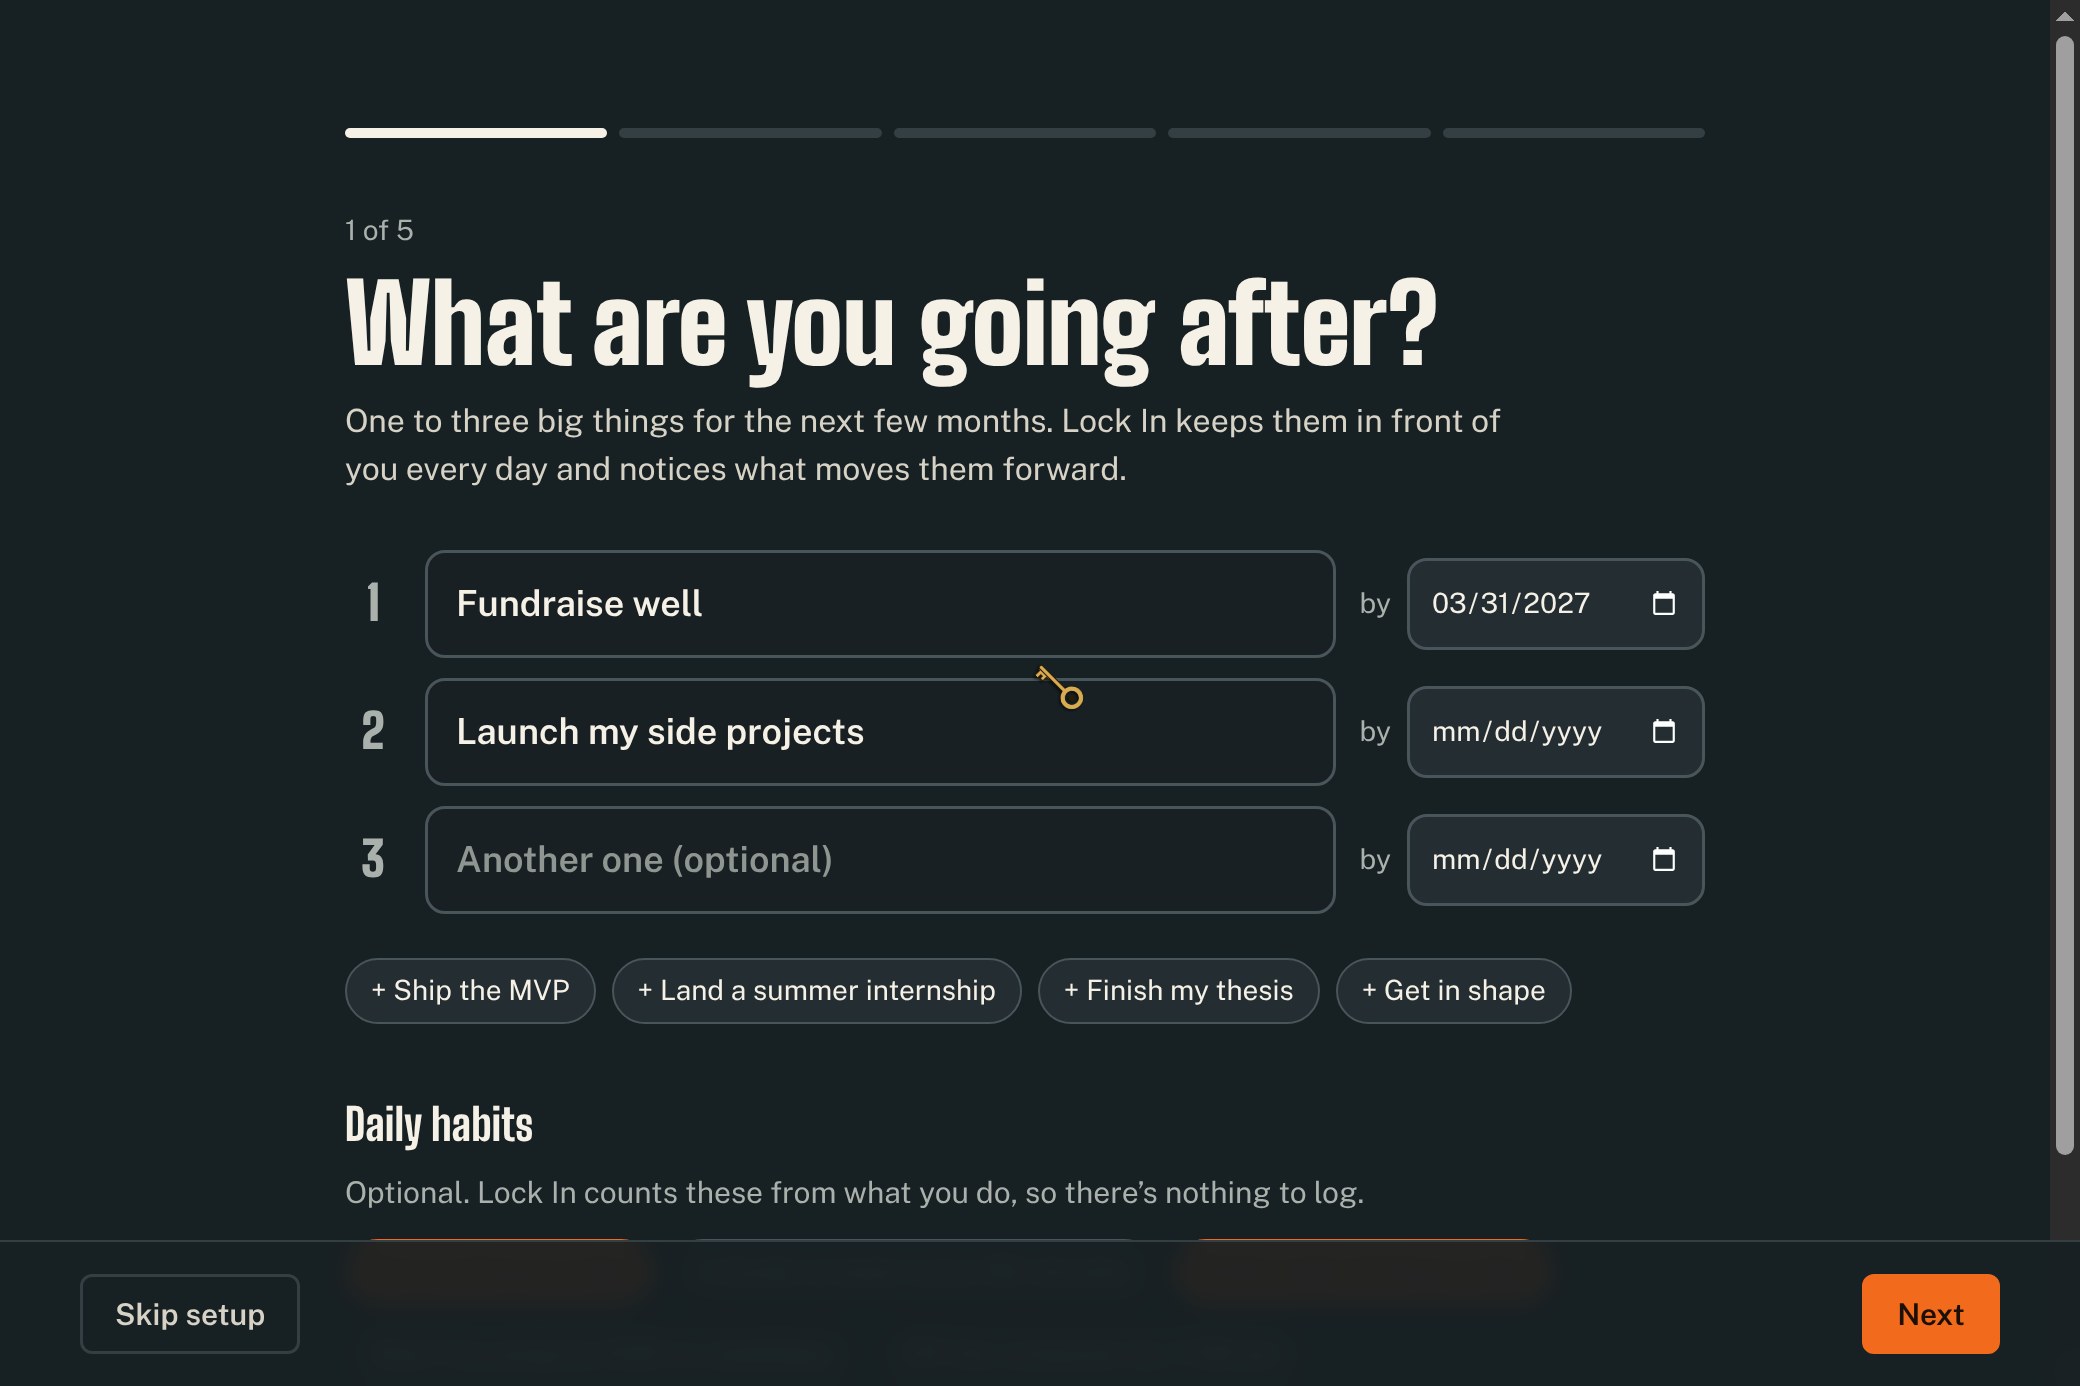 1 of 5
What are you going after?
One to three big things for the next few months. Lock In keeps them in front of
you every day and notices what moves them forward.
1 Fundraise well by 03/31/2027
2 Launch my side projects by mm/dd/yyyy
3 Another one (optional) by mm/dd/yyyy
+ Ship the MVP + Land a summer internship + Finish my thesis + Get in shape
Daily habits
Optional. Lock In counts these from what you do, so there’s nothing to log.
Skip setup Next